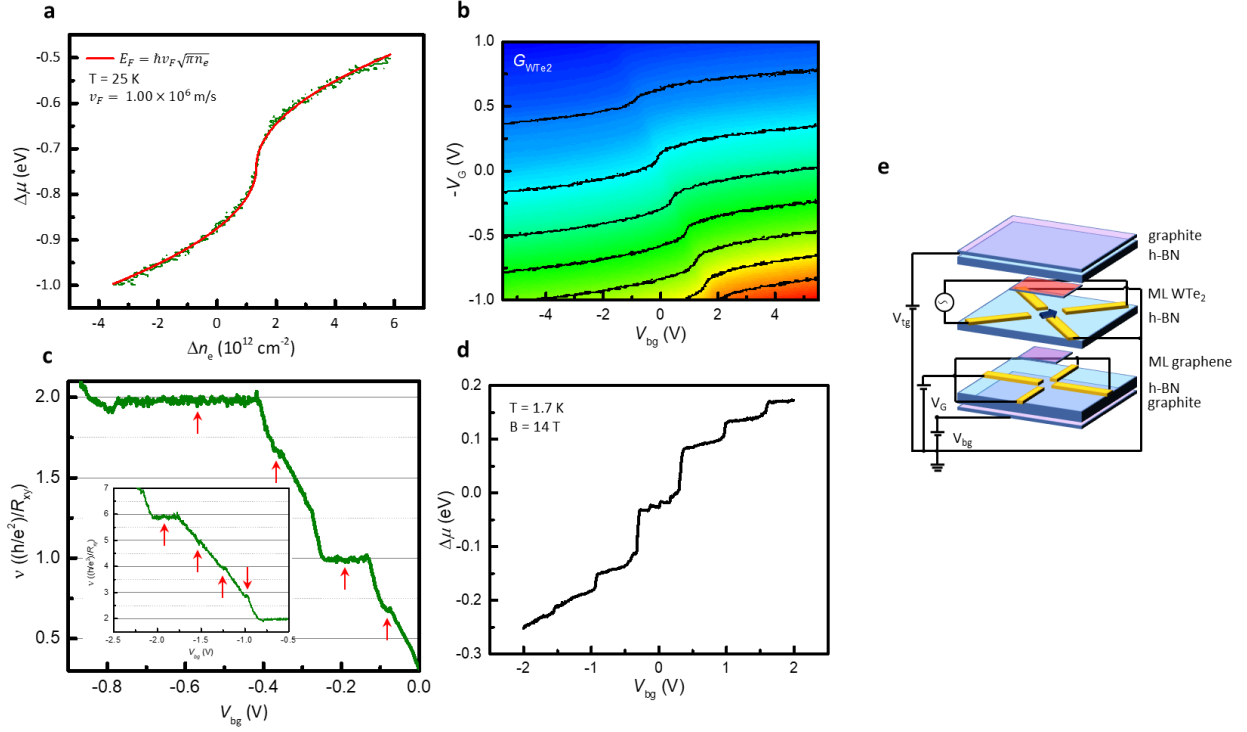 a
E_F = ħv_F√πn_e
T = 25 K
v_F = 1.00 × 10⁶ m/s
-0.5
-0.6
-0.7
-0.8
-0.9
-1.0
Δμ (eV)
-4 -2 0 2 4 6
Δn_e (10¹² cm⁻²)
b
G_WTe2
1.0
0.5
0.0
-0.5
-1.0
-V_G (V)
-4 -2 0 2 4
V_bg (V)
c
2.0
1.5
1.0
0.5
ν ((h/e²)/R_xy)
-0.8 -0.6 -0.4 -0.2 0.0
V_bg (V)
7
6
5
4
3
2
ν ((h/e²)/R_xy)
-2.5 -2.0 -1.5 -1.0 -0.5
V_bg (V)
d
T = 1.7 K
B = 14 T
0.2
0.1
0.0
-0.1
-0.2
-0.3
Δμ (eV)
-2 -1 0 1 2
V_bg (V)
e
graphite
h-BN
ML WTe₂
h-BN
ML graphene
h-BN
graphite
V_tg
V_G
V_bg